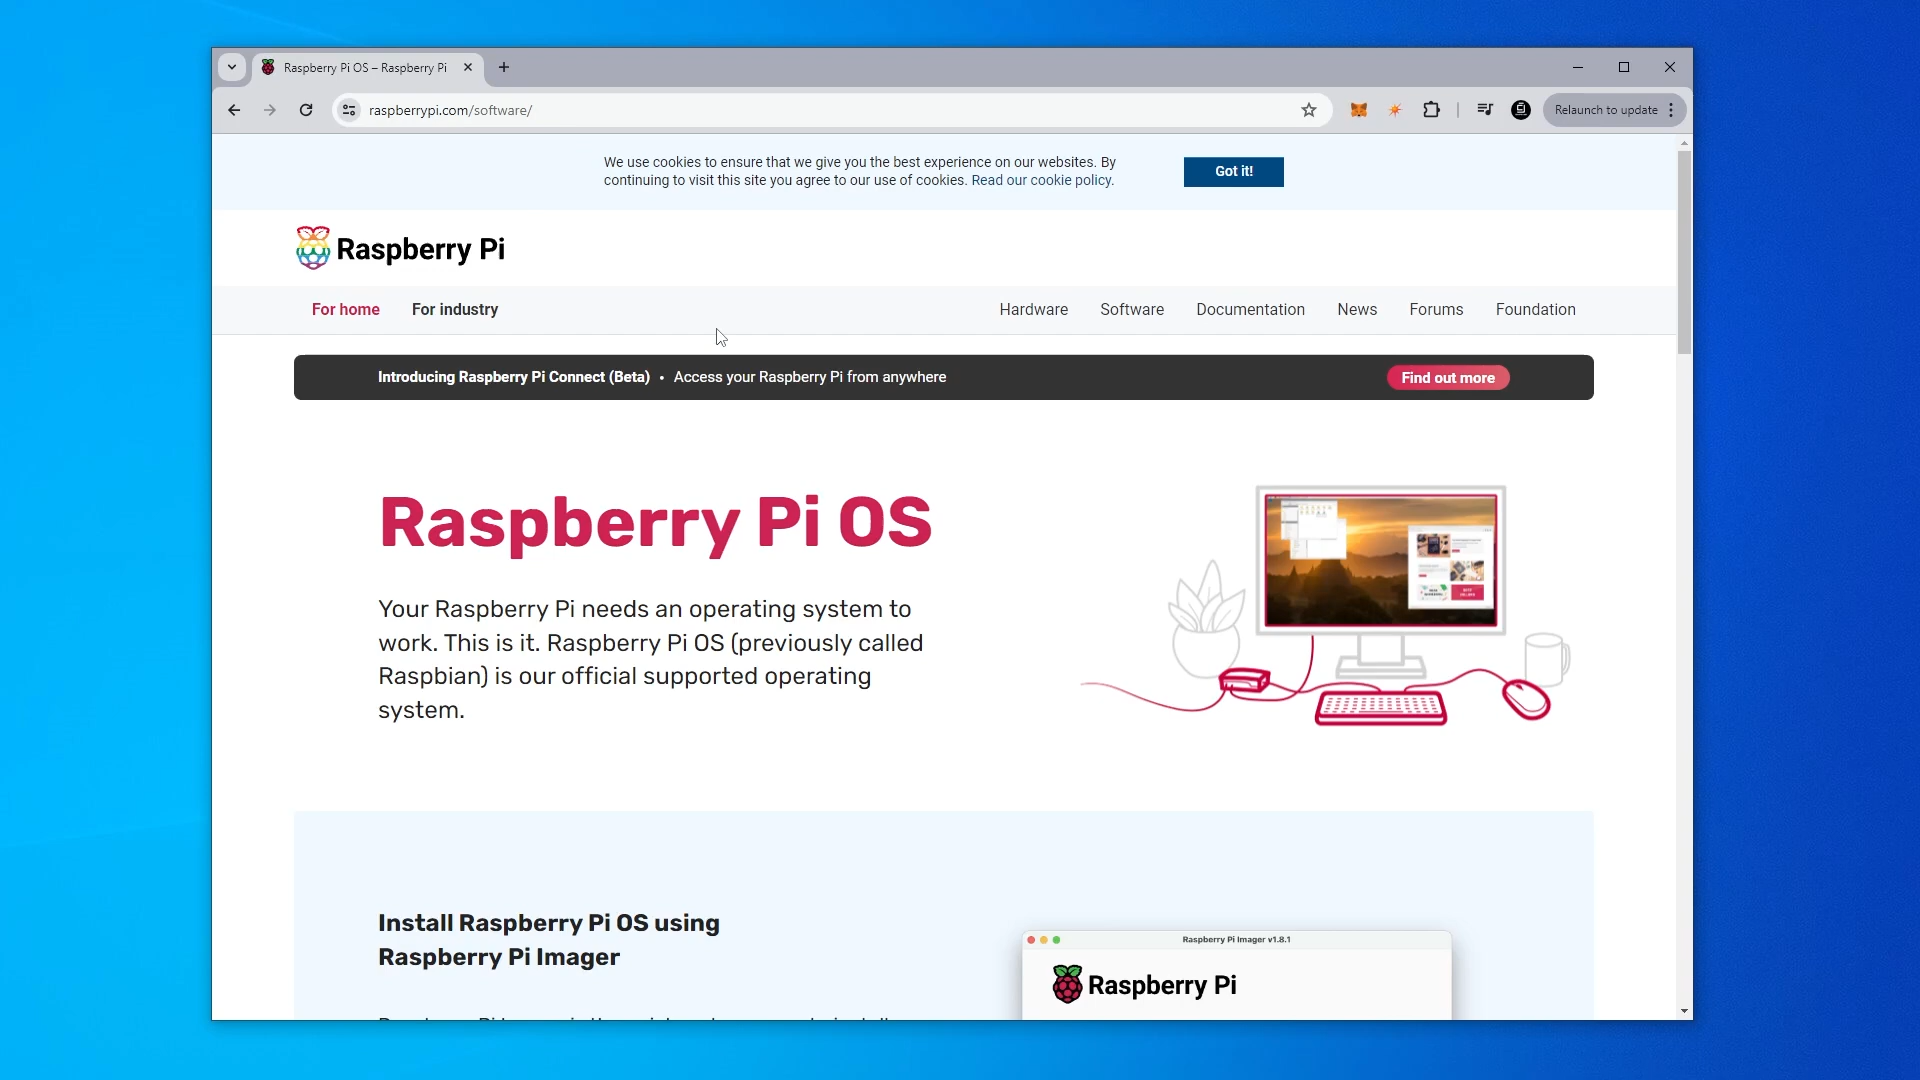 Raspberry Pi OS – Raspberry Pi
raspberrypi.com/software/
Relaunch to update
We use cookies to ensure that we give you the best experience on our websites. By
continuing to visit this site you agree to our use of cookies. Read our cookie policy.
Got it!
Raspberry Pi
For home
For industry
Hardware
Software
Documentation
News
Forums
Foundation
Introducing Raspberry Pi Connect (Beta) • Access your Raspberry Pi from anywhere
Find out more
Raspberry Pi OS
Your Raspberry Pi needs an operating system to
work. This is it. Raspberry Pi OS (previously called
Raspbian) is our official supported operating
system.
Install Raspberry Pi OS using
Raspberry Pi Imager
Raspberry Pi Imager v1.8.1
Raspberry Pi